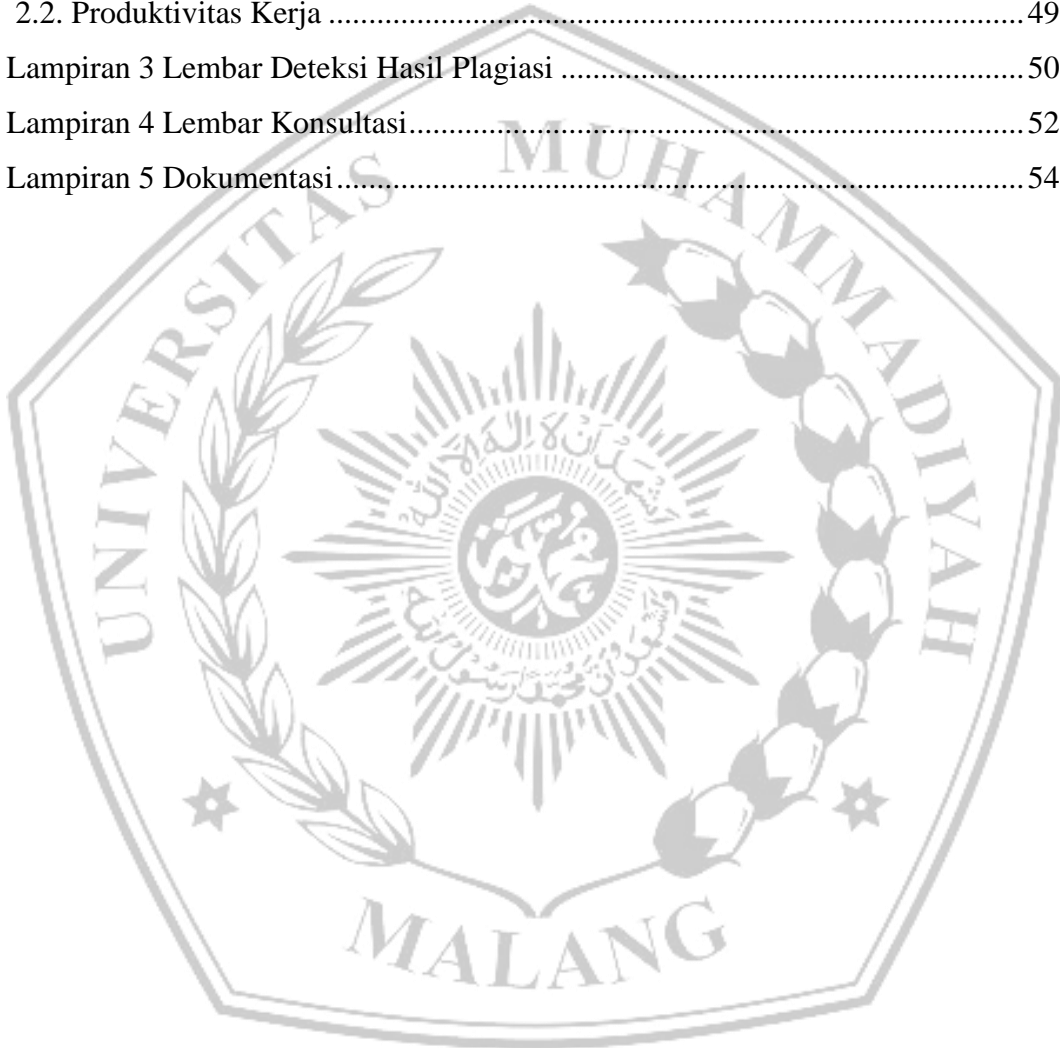 2.2. Produktivitas Kerja ........................................................................................ 49
Lampiran 3 Lembar Deteksi Hasil Plagiasi .......................................................... 50
Lampiran 4 Lembar Konsultasi............................................................................. 52
Lampiran 5 Dokumentasi...................................................................................... 54
UNIVERSITAS MUHAMMADIYAH
MALANG